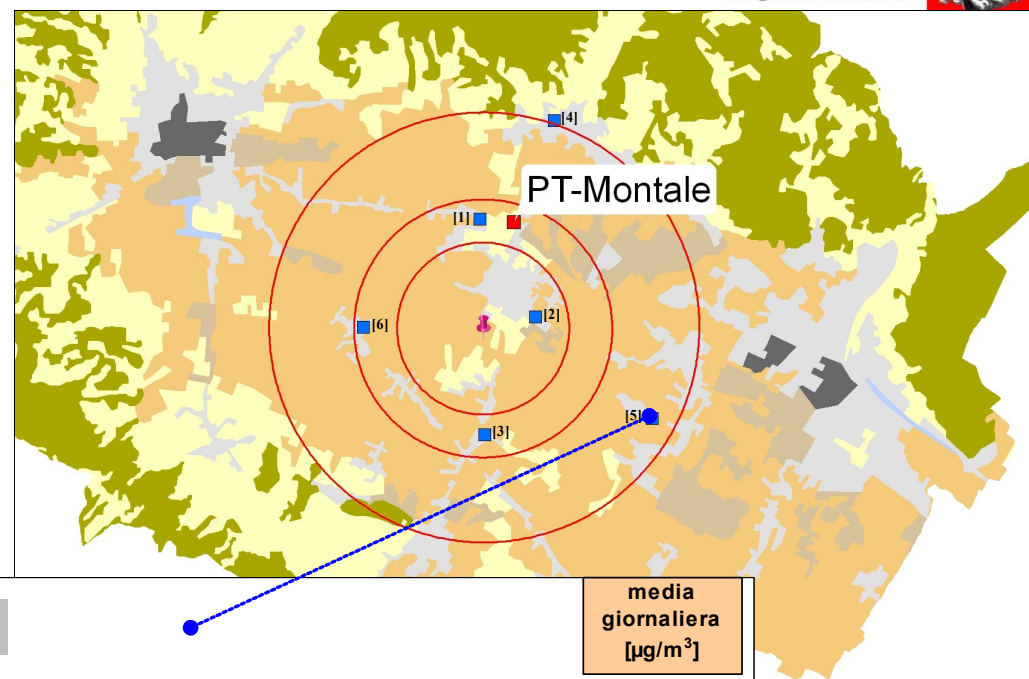 [4]
PT-Montale
[1]
[2]
[6]
[5]
[3]
media
giornaliera
[µg/m³]